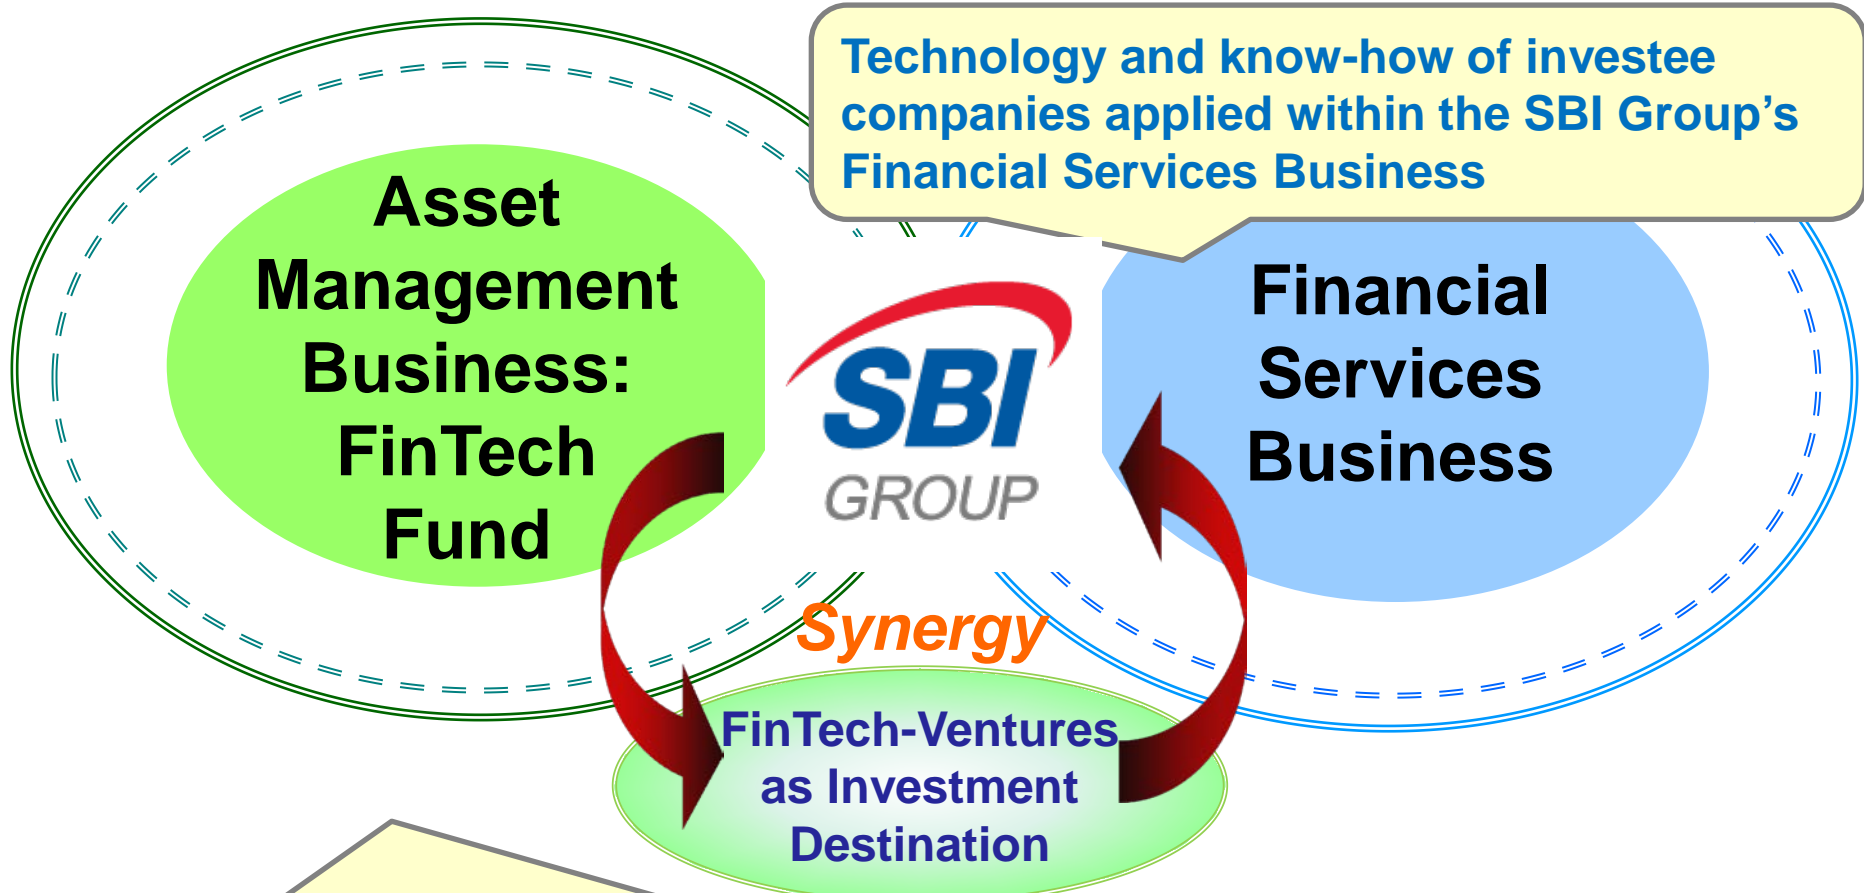 Technology and know-how of investee
companies applied within the SBI Group’s
Financial Services Business
Asset
Management
Business:
FinTech
Fund
SBI
GROUP
Financial
Services
Business
Synergy
FinTech-Ventures
as Investment
Destination